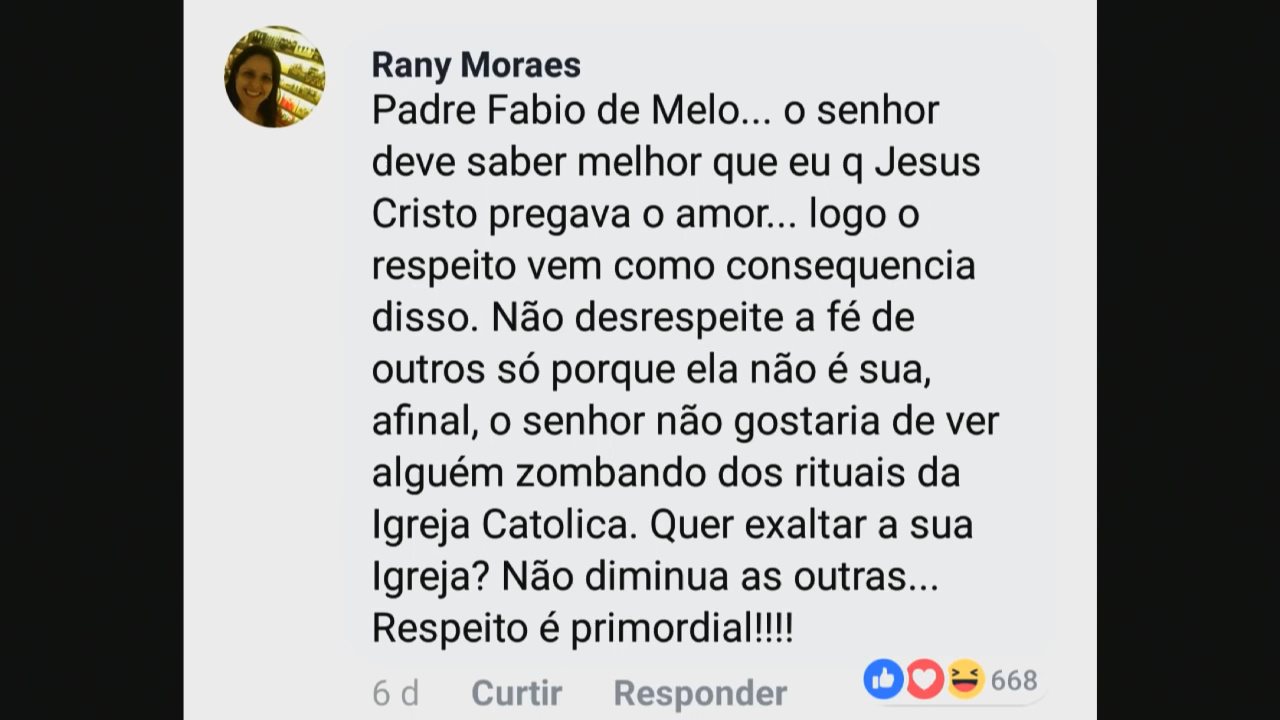 Rany Moraes
Padre Fabio de Melo... o senhor
deve saber melhor que eu q Jesus
Cristo pregava o amor... logo o
respeito vem como consequencia
disso. Não desrespeite a fé de
outros só porque ela não é sua,
afinal, o senhor não gostaria de ver
alguém zombando dos rituais da
Igreja Catolica. Quer exaltar a sua
Igreja? Não diminua as outras...
Respeito é primordial!!!!
6 d Curtir Responder 668